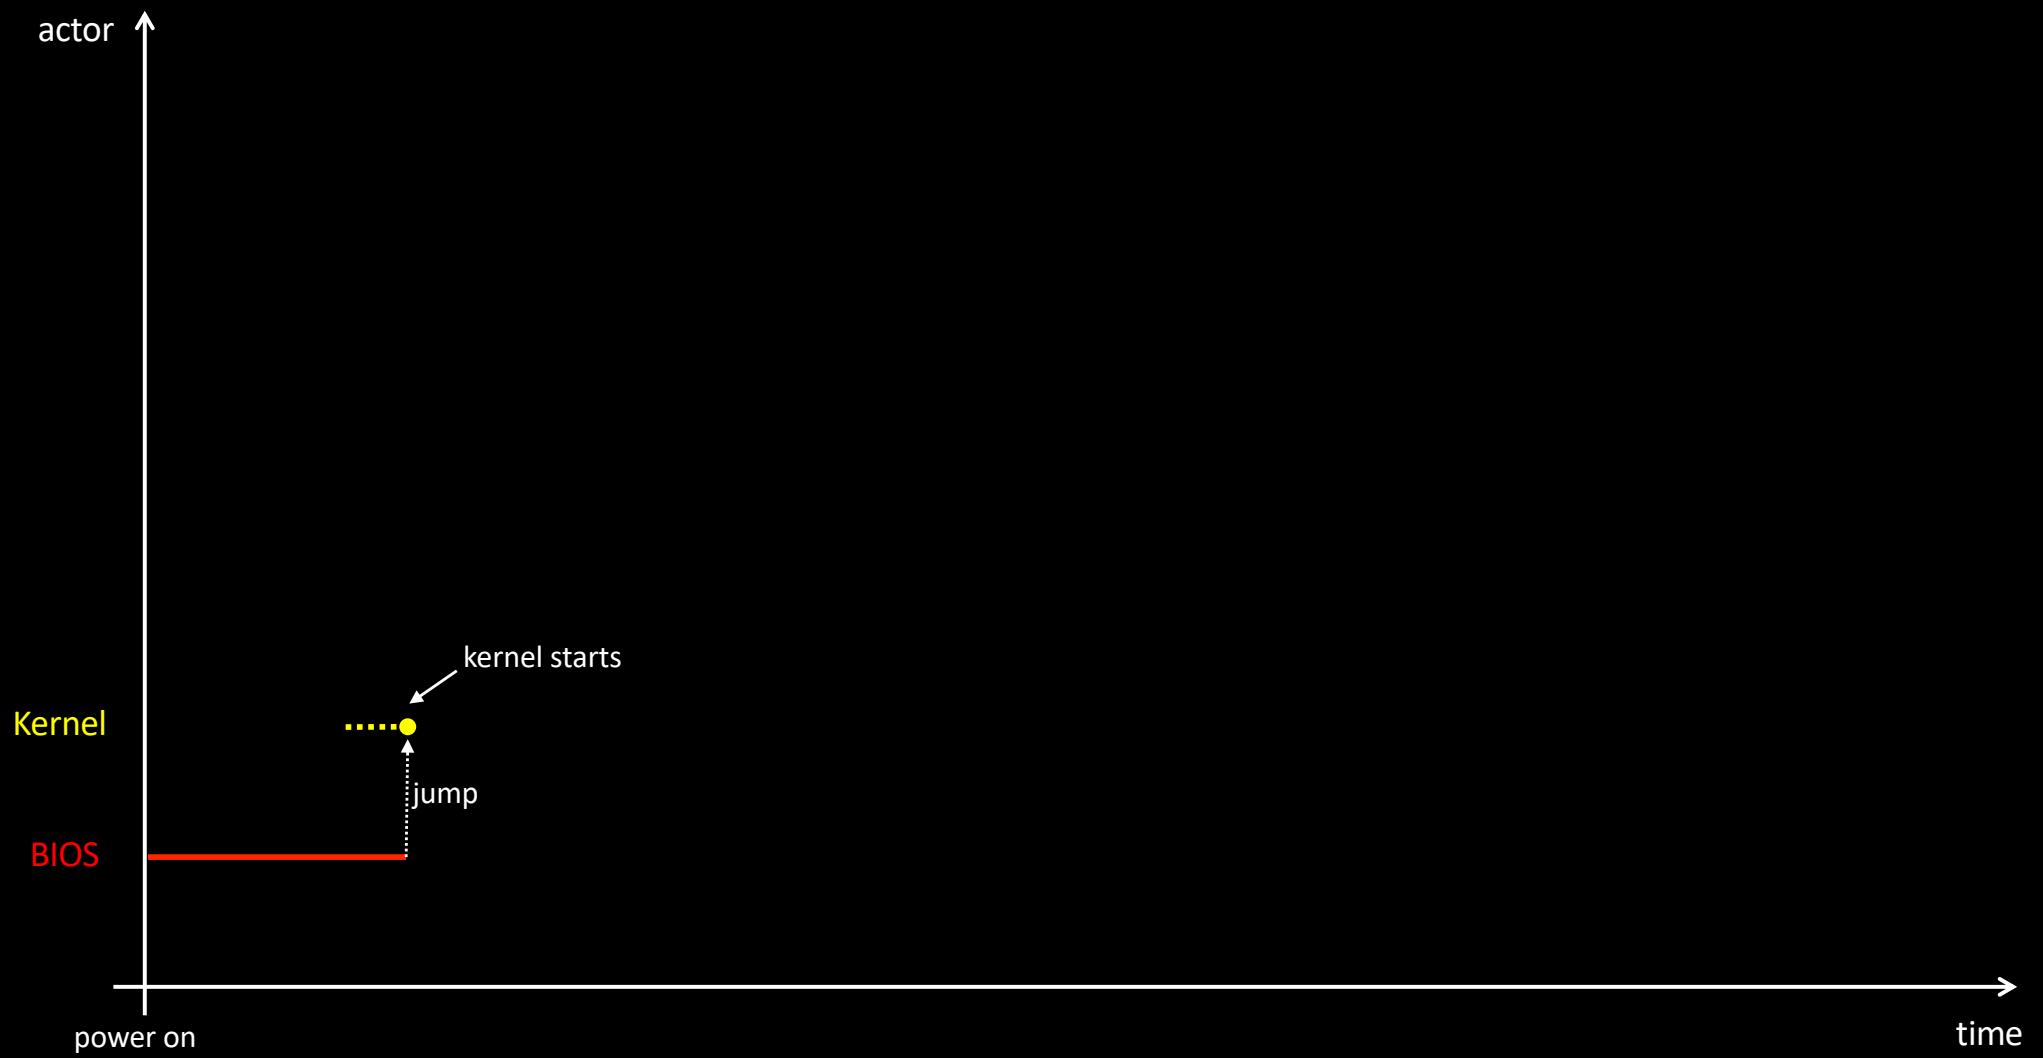 actor
kernel starts
Kernel
jump
BIOS
power on
time